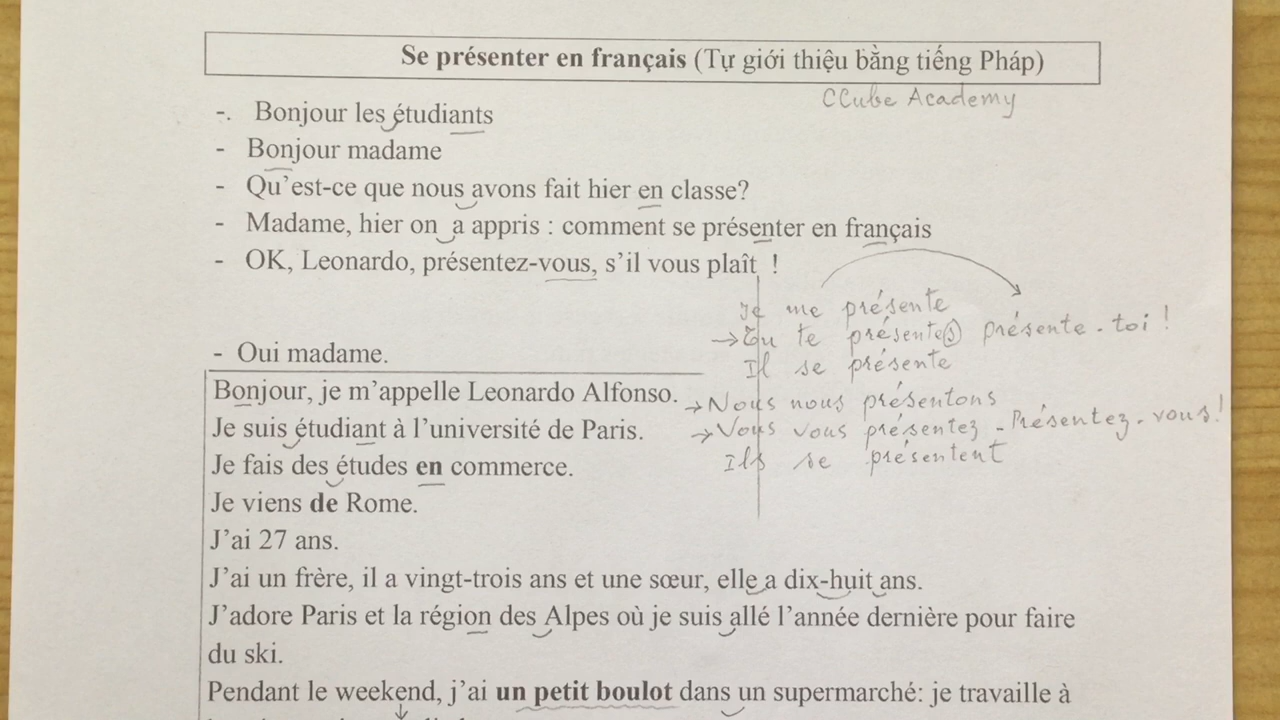 Se présenter en français (Tự giới thiệu bằng tiếng Pháp)
CCube Academy
-. Bonjour les étudiants
- Bonjour madame
- Qu’est-ce que nous avons fait hier en classe?
- Madame, hier on a appris : comment se présenter en français
- OK, Leonardo, présentez-vous, s’il vous plaît !
Je me présente
→Tu te présente(s) présente-toi !
Il se présente
→Nous nous présentons
→Vous vous présentez - Présentez-vous!
Ils se présentent
- Oui madame.
Bonjour, je m’appelle Leonardo Alfonso.
Je suis étudiant à l’université de Paris.
Je fais des études en commerce.
Je viens de Rome.
J’ai 27 ans.
J’ai un frère, il a vingt-trois ans et une sœur, elle a dix-huit ans.
J’adore Paris et la région des Alpes où je suis allé l’année dernière pour faire
du ski.
Pendant le weekend, j’ai un petit boulot dans un supermarché: je travaille à